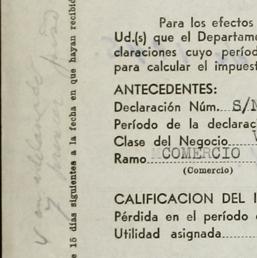 Para los efectos
Ud.(s) que el Departame
claraciones cuyo períod
para calcular el impuest
ANTECEDENTES:
Declaración Núm. S/N
Período de la declarac
Clase del Negocio
Ramo COMERCIO
(Comercio)
CALIFICACION DEL I
Pérdida en el período d
Utilidad asignada
e 15 días siguientes a la fecha en que hayan recibid